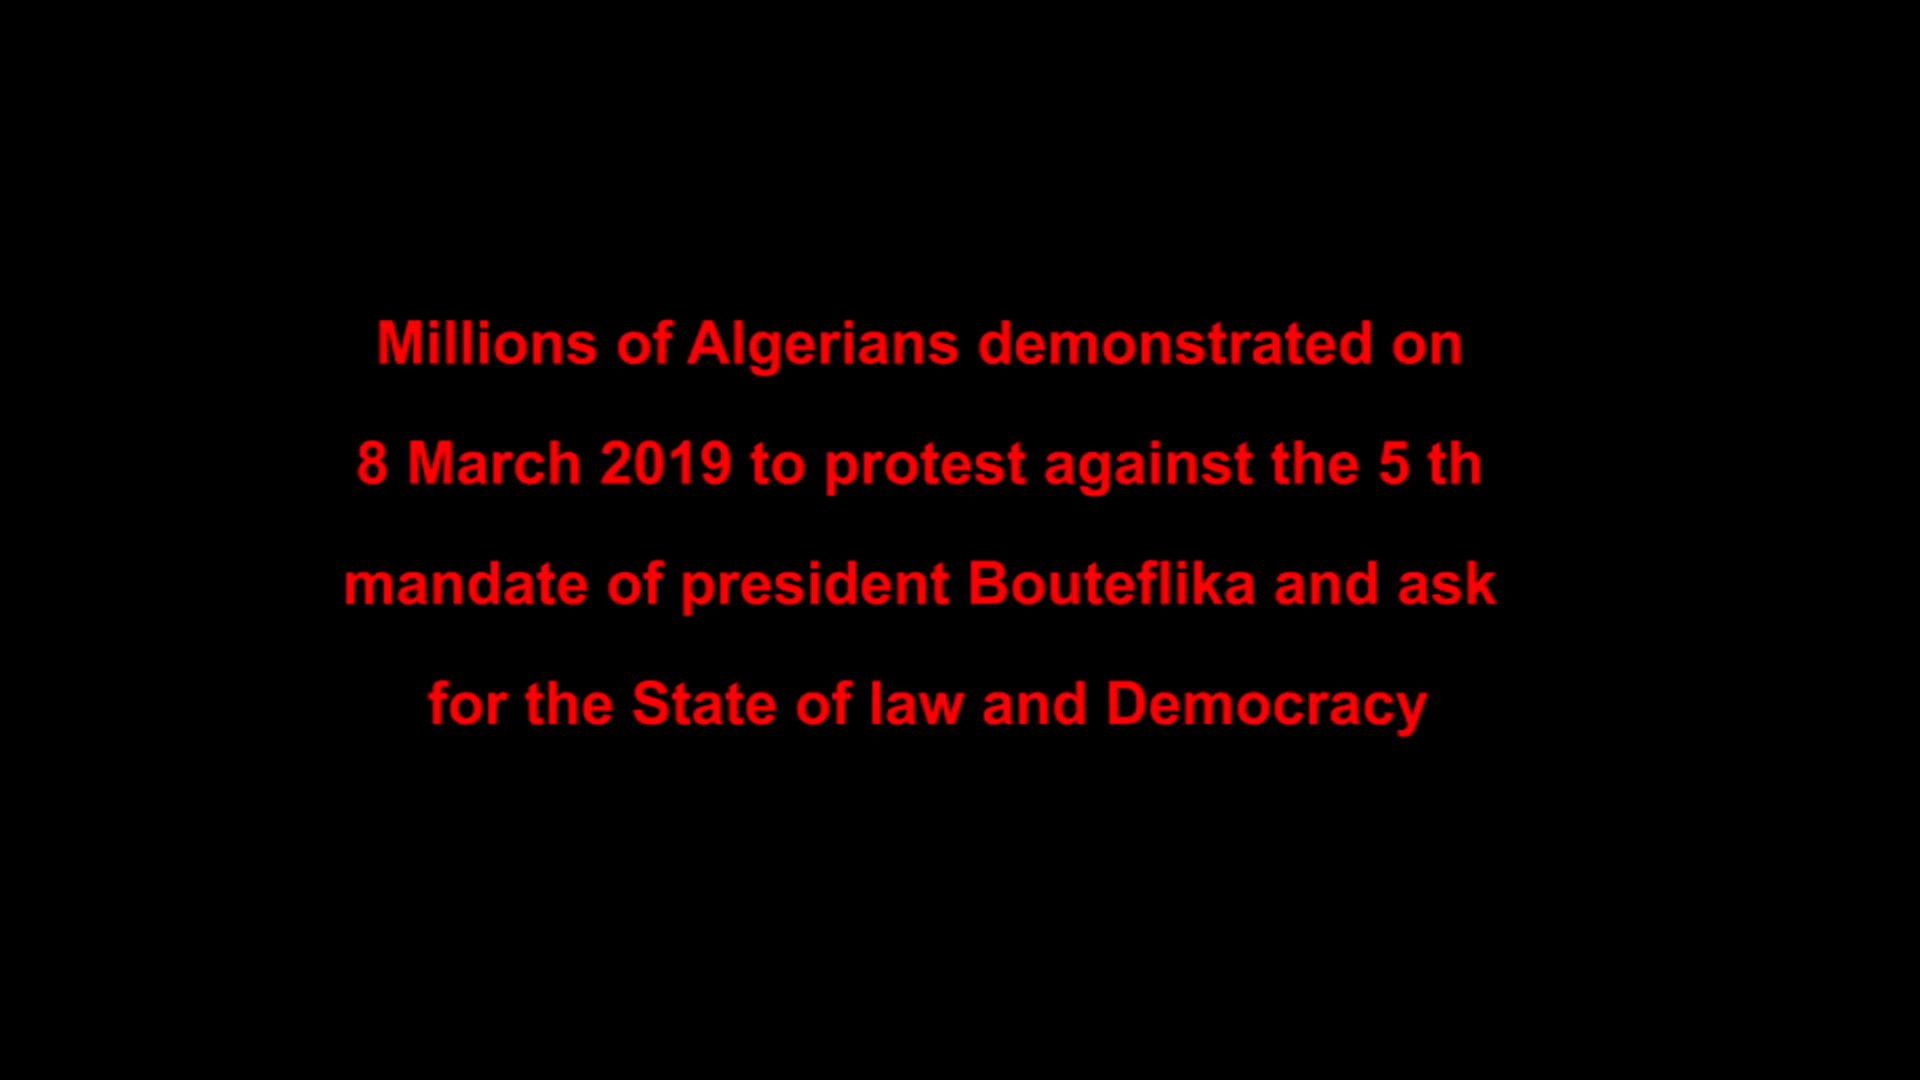 Millions of Algerians demonstrated on
8 March 2019 to protest against the 5 th
mandate of president Bouteflika and ask
for the State of law and Democracy